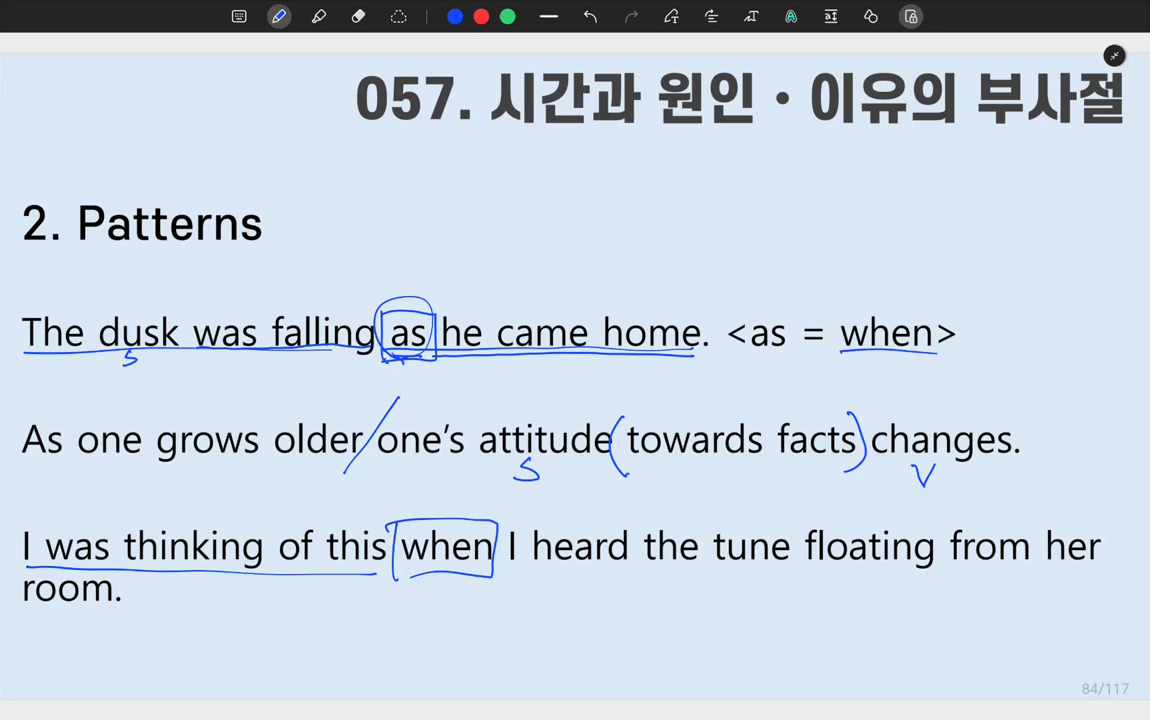 057. 시간과 원인 • 이유의 부사절
2. Patterns
The dusk was falling as he came home. <as = when>
S
As one grows older one's attitude (towards facts) changes.
S V
I was thinking of this when I heard the tune floating from her
room.
84/117